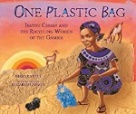 ONE PLASTIC BAG
ISATOU CEESAY AND
THE RECYCLING WOMEN
OF THE GAMBIA